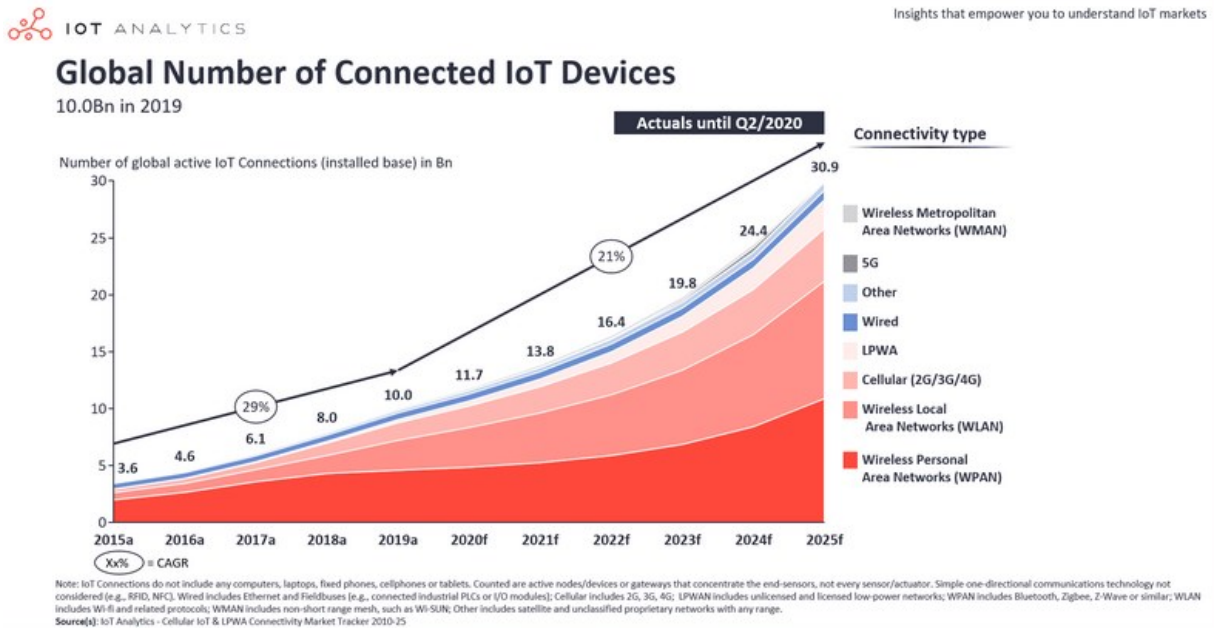 IOT ANALYTICS
Insights that empower you to understand IoT markets
Global Number of Connected IoT Devices
10.0Bn in 2019
Actuals until Q2/2020
Connectivity type
Number of global active IoT Connections (installed base) in Bn
30
25
20
15
10
5
0
29%
21%
3.6
4.6
6.1
8.0
10.0
11.7
13.8
16.4
19.8
24.4
30.9
Wireless Metropolitan
Area Networks (WMAN)
5G
Other
Wired
LPWA
Cellular (2G/3G/4G)
Wireless Local
Area Networks (WLAN)
Wireless Personal
Area Networks (WPAN)
2015a 2016a 2017a 2018a 2019a 2020f 2021f 2022f 2023f 2024f 2025f
Xx% = CAGR
Note: IoT Connections do not include any computers, laptops, fixed phones, cellphones or tablets. Counted are active nodes/devices or gateways that concentrate the end-sensors, not every sensor/actuator. Simple one-directional communications technology not
considered (e.g., RFID, NFC). Wired includes Ethernet and Fieldbuses (e.g., connected industrial PLCs or I/O modules); Cellular includes 2G, 3G, 4G; LPWAN includes unlicensed and licensed low-power networks; WPAN includes Bluetooth, Zigbee, Z-Wave or similar; WLAN
includes Wi-fi and related protocols; WMAN includes non-short range mesh, such as Wi-SUN; Other includes satellite and unclassified proprietary networks with any range.
Source(s): IoT Analytics - Cellular IoT & LPWA Connectivity Market Tracker 2010-25